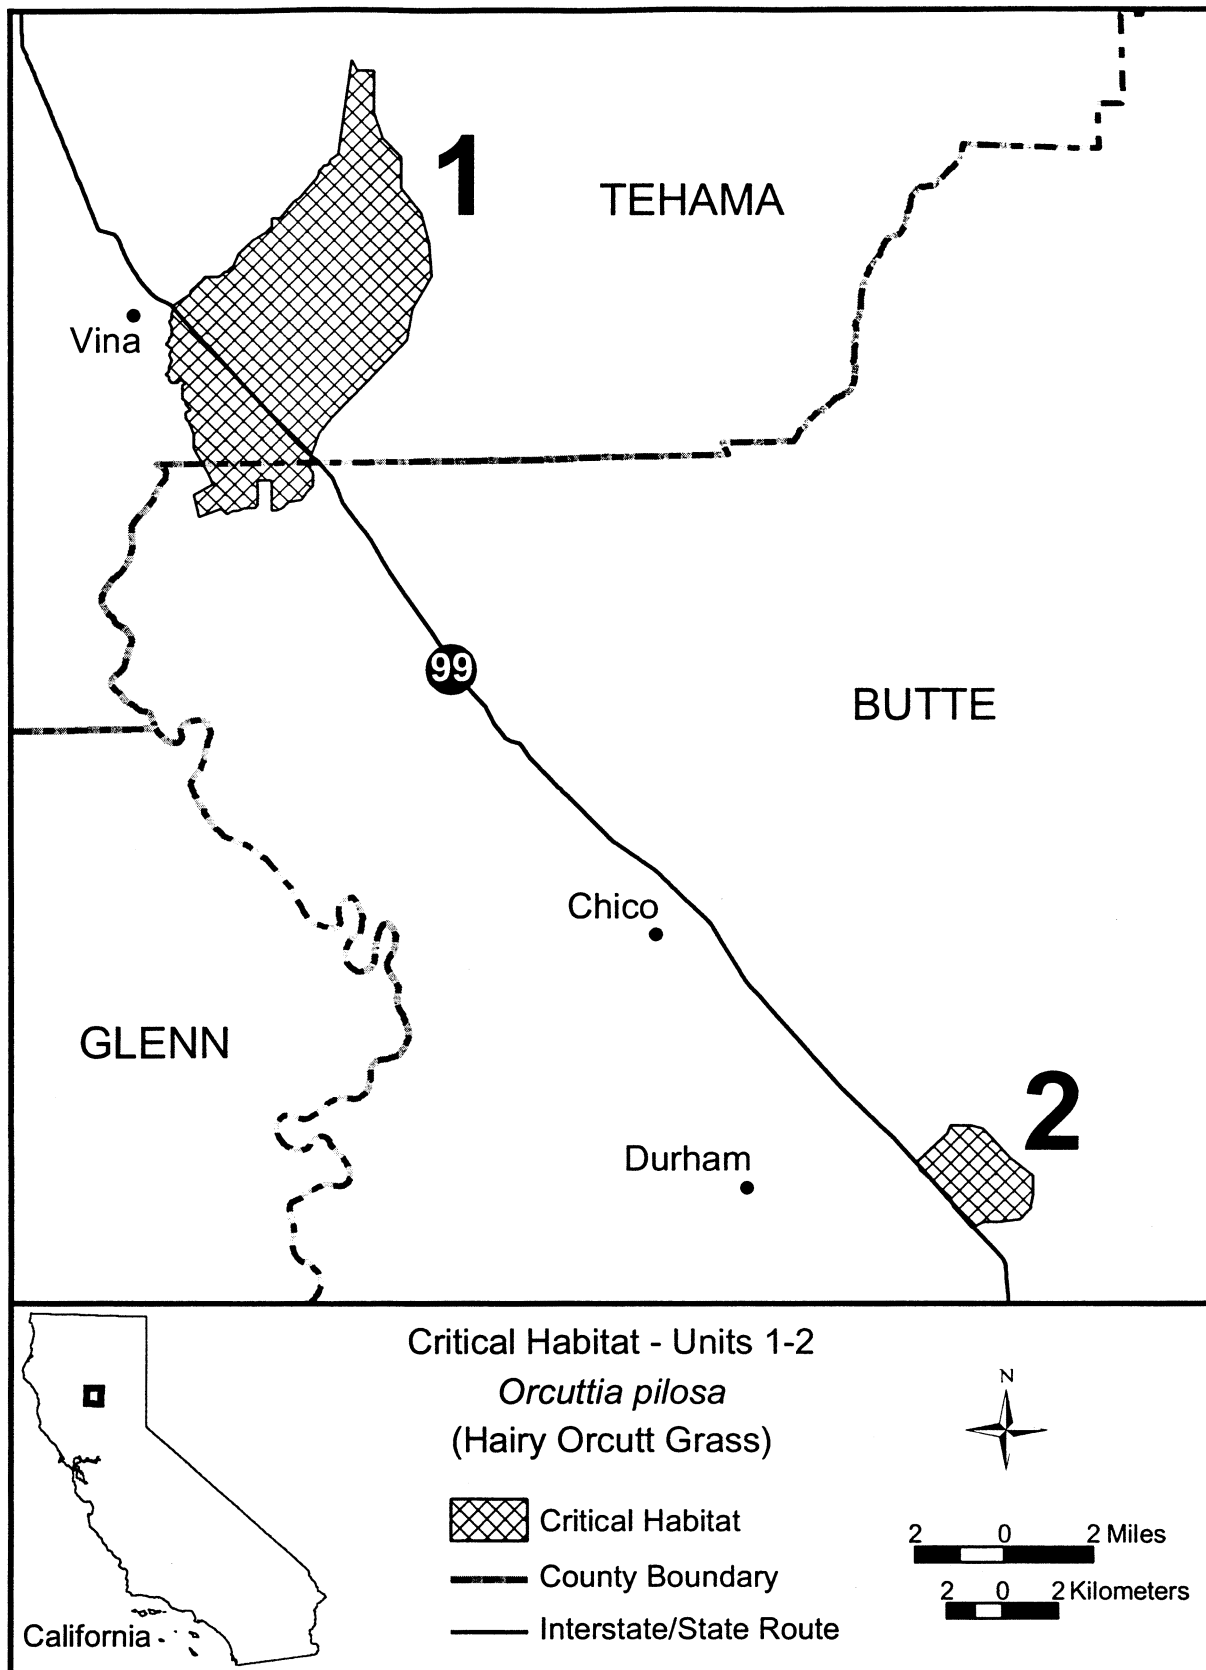 1
TEHAMA
Vina
99
BUTTE
Chico
GLENN
2
Durham
Critical Habitat - Units 1-2
Orcuttia pilosa
(Hairy Orcutt Grass)
N
Critical Habitat
County Boundary
Interstate/State Route
2 0 2 Miles
2 0 2 Kilometers
California